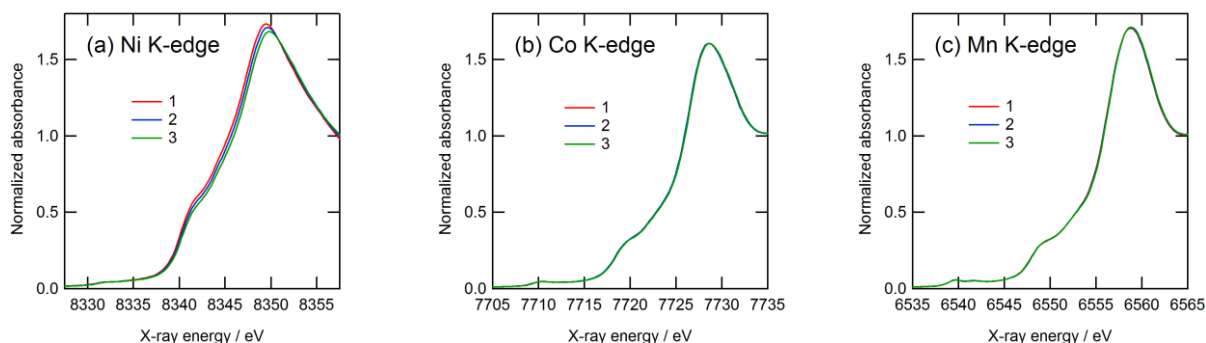 (a) Ni K-edge
1
2
3
Normalized absorbance
1.5
1.0
0.5
0.0
8330 8335 8340 8345 8350 8355
X-ray energy / eV
(b) Co K-edge
1
2
3
Normalized absorbance
1.5
1.0
0.5
0.0
7705 7710 7715 7720 7725 7730 7735
X-ray energy / eV
(c) Mn K-edge
1
2
3
Normalized absorbance
1.5
1.0
0.5
0.0
6535 6540 6545 6550 6555 6560 6565
X-ray energy / eV